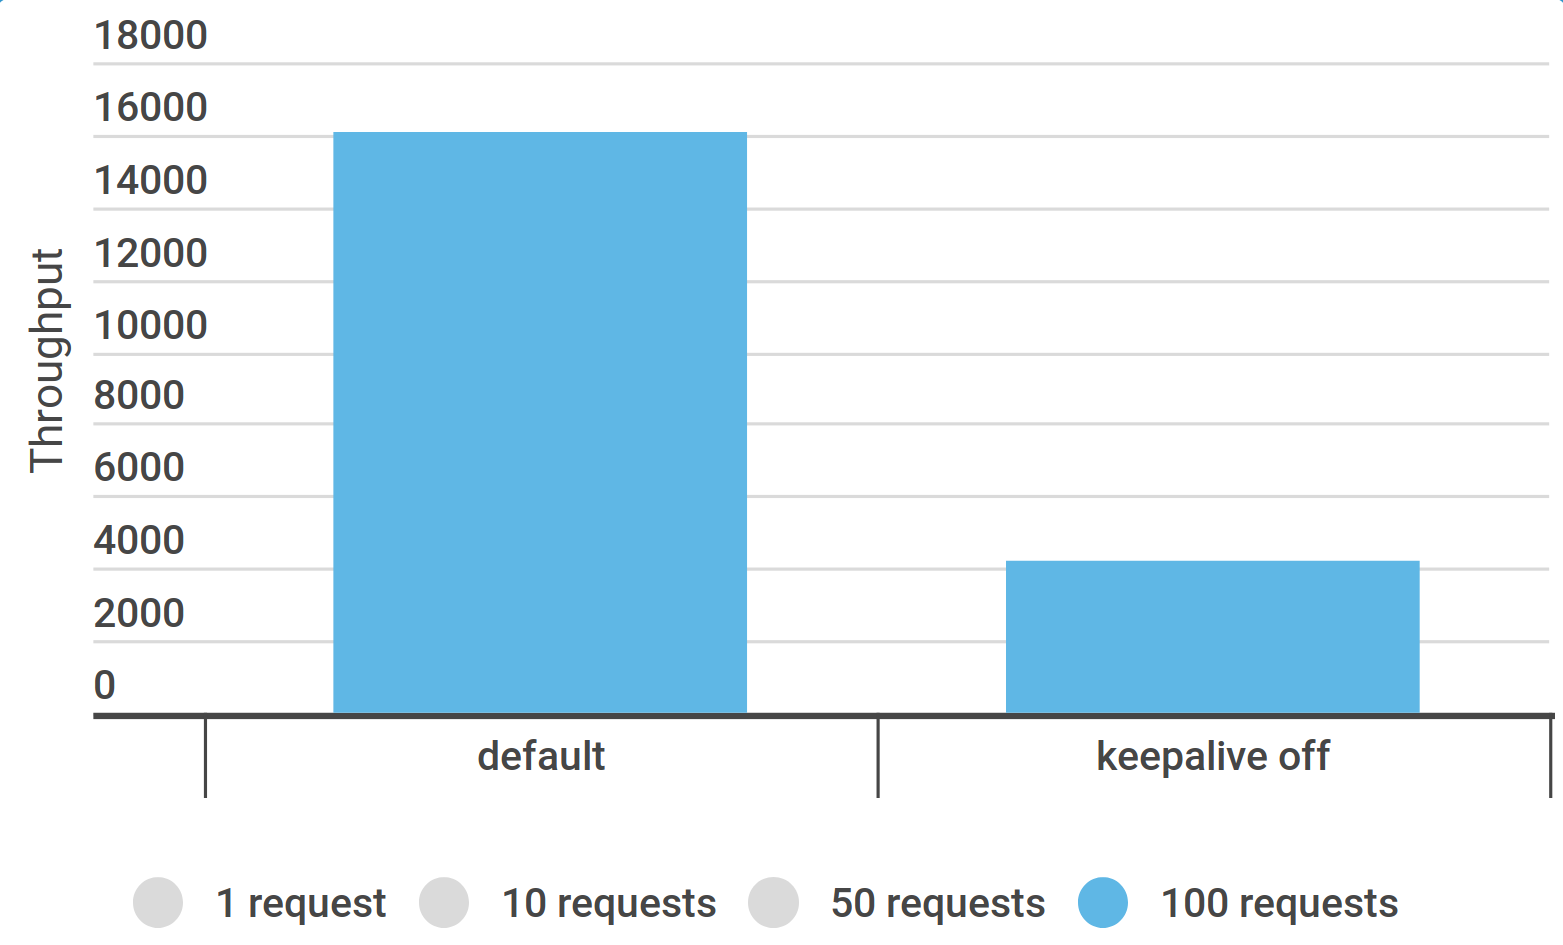 18000
16000
14000
12000
10000
8000
6000
4000
2000
0
Throughput
default
keepalive off
1 request
10 requests
50 requests
100 requests